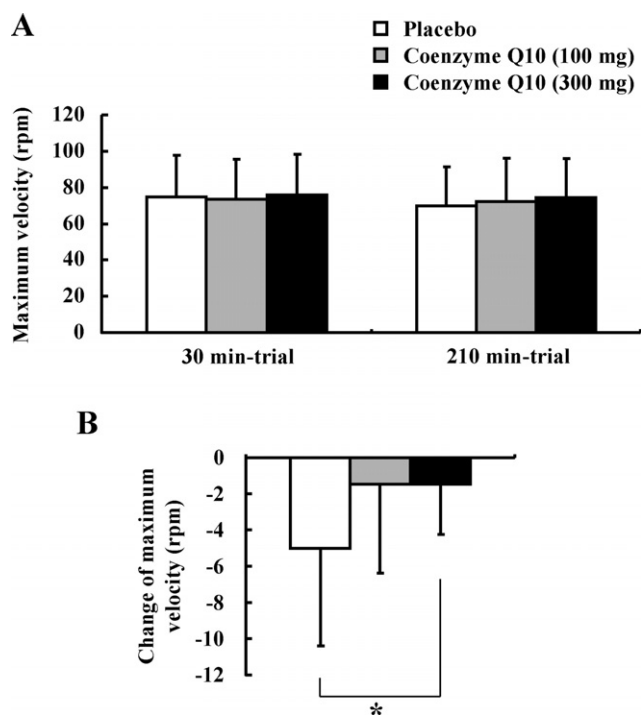 A
Placebo
Coenzyme Q10 (100 mg)
Coenzyme Q10 (300 mg)
Maximum velocity (rpm)
120
100
80
60
40
20
0
30 min-trial
210 min-trial
B
Change of maximum
velocity (rpm)
0
-2
-4
-6
-8
-10
-12
*